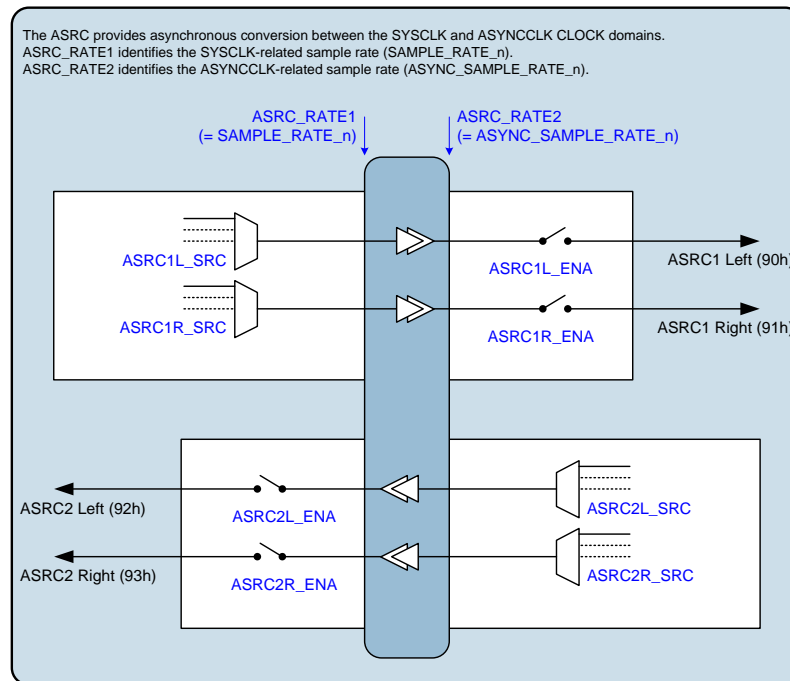 The ASRC provides asynchronous conversion between the SYSCLK and ASYNCCLK CLOCK domains.
ASRC_RATE1 identifies the SYSCLK-related sample rate (SAMPLE_RATE_n).
ASRC_RATE2 identifies the ASYNCCLK-related sample rate (ASYNC_SAMPLE_RATE_n).
ASRC_RATE1
(= SAMPLE_RATE_n)
ASRC_RATE2
(= ASYNC_SAMPLE_RATE_n)
ASRC1L_SRC
ASRC1L_ENA
ASRC1 Left (90h)
ASRC1R_SRC
ASRC1R_ENA
ASRC1 Right (91h)
ASRC2 Left (92h)
ASRC2L_ENA
ASRC2L_SRC
ASRC2 Right (93h)
ASRC2R_ENA
ASRC2R_SRC